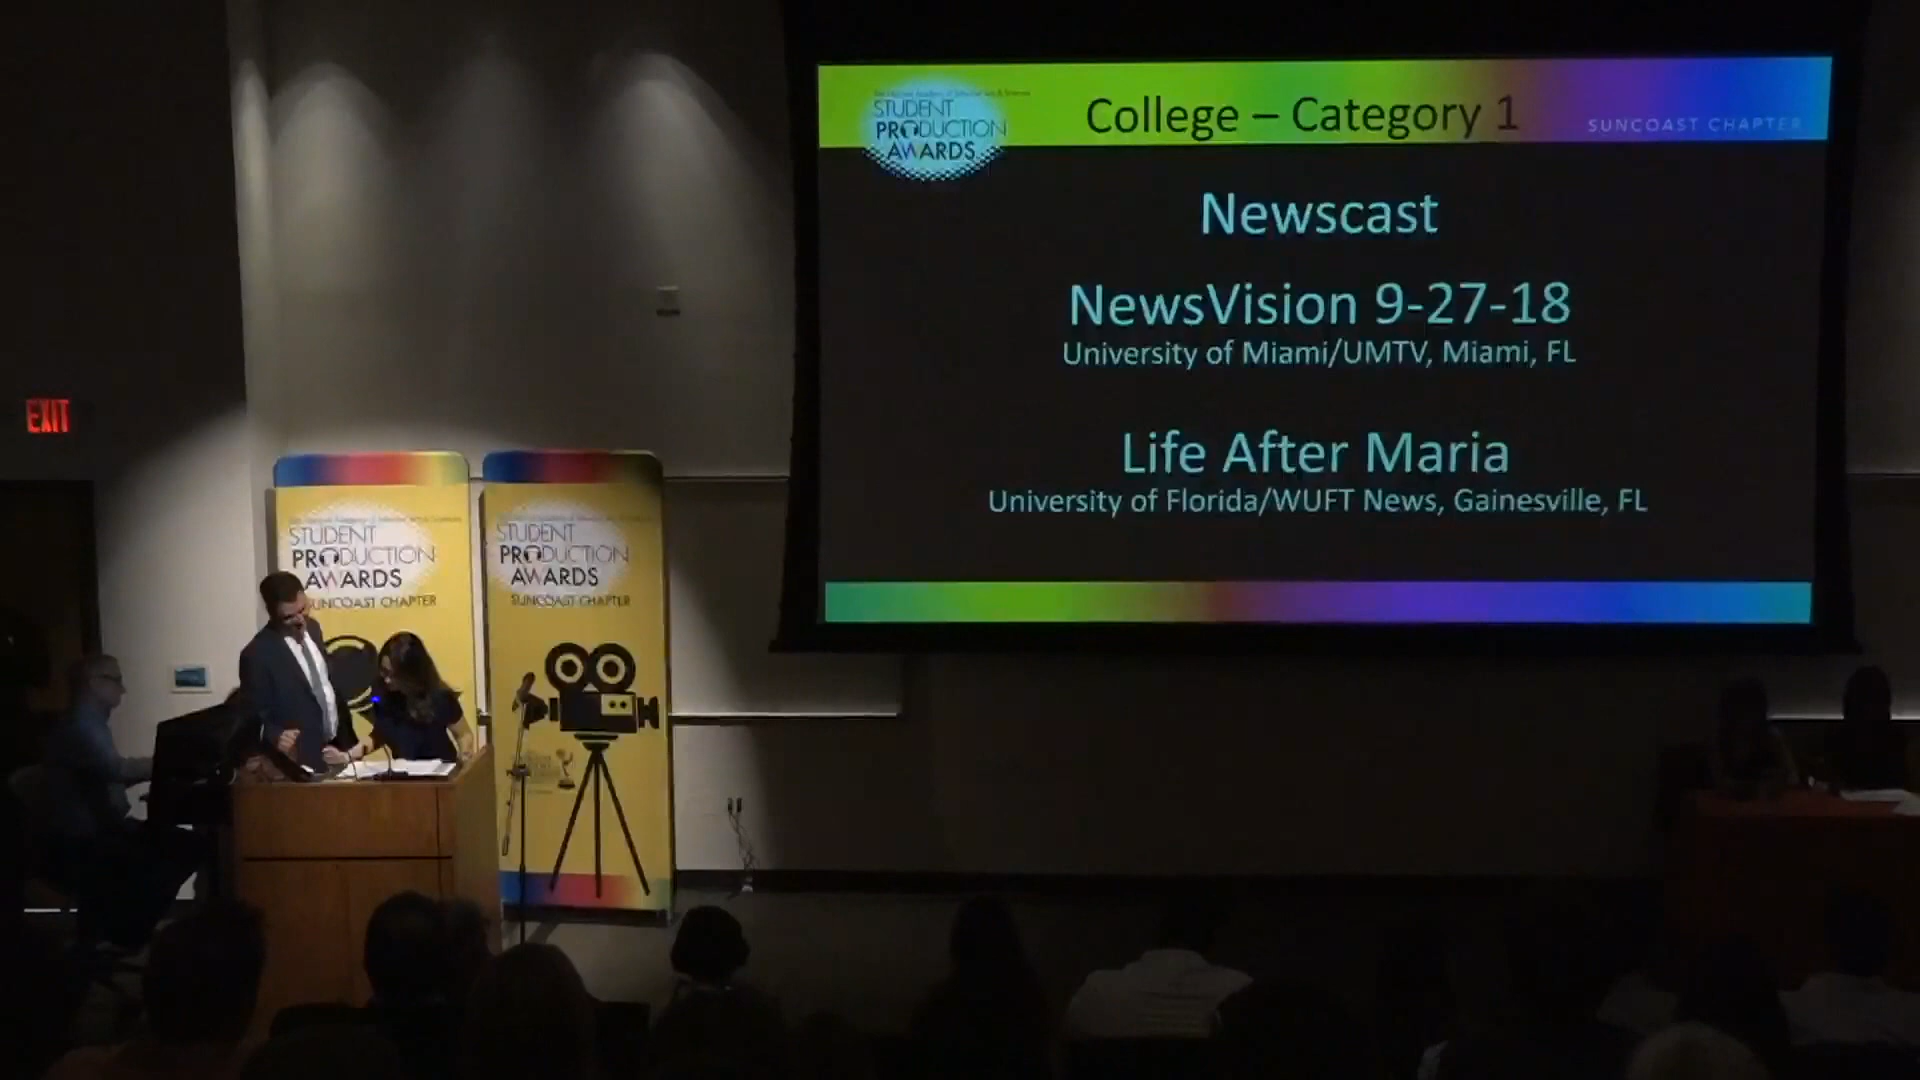 STUDENT
PRODUCTION
AWARDS
College – Category 1
SUNCOAST CHAPTER
Newscast
NewsVision 9-27-18
University of Miami/UMTV, Miami, FL
Life After Maria
University of Florida/WUFT News, Gainesville, FL
EXIT
STUDENT
PRODUCTION
AWARDS
SUNCOAST CHAPTER
STUDENT
PRODUCTION
AWARDS
SUNCOAST CHAPTER